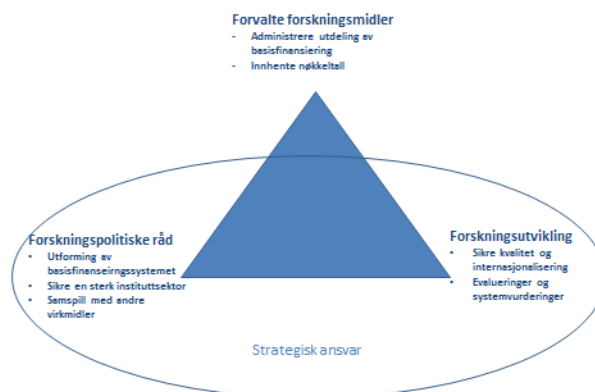 Forvalte forskningsmidler
- Administrere utdeling av
basisfinansiering
- Innhente nøkkeltall
Forskningspolitiske råd
• Utforming av
basisfinanseirngssystemet
• Sikre en sterk instituttsektor
• Samspill med andre
virkmidler
Forskningsutvikling
• Sikre kvalitet og
internasjonalisering
• Evalueringer og
systemvurderinger
Strategisk ansvar